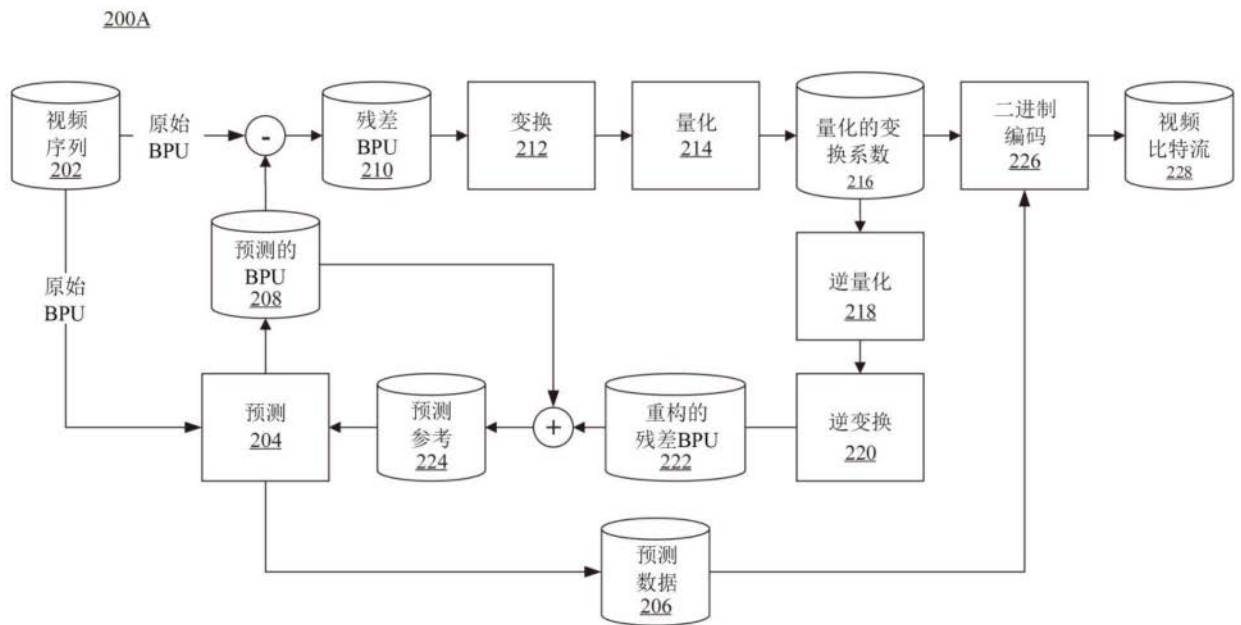 200A
视频
序列
202
原始
BPU
-
残差
BPU
210
变换
212
量化
214
量化的变
换系数
216
二进制
编码
226
视频
比特流
228
预测的
BPU
208
原始
BPU
逆量化
218
预测
204
预测
参考
224
+
重构的
残差BPU
222
逆变换
220
预测
数据
206